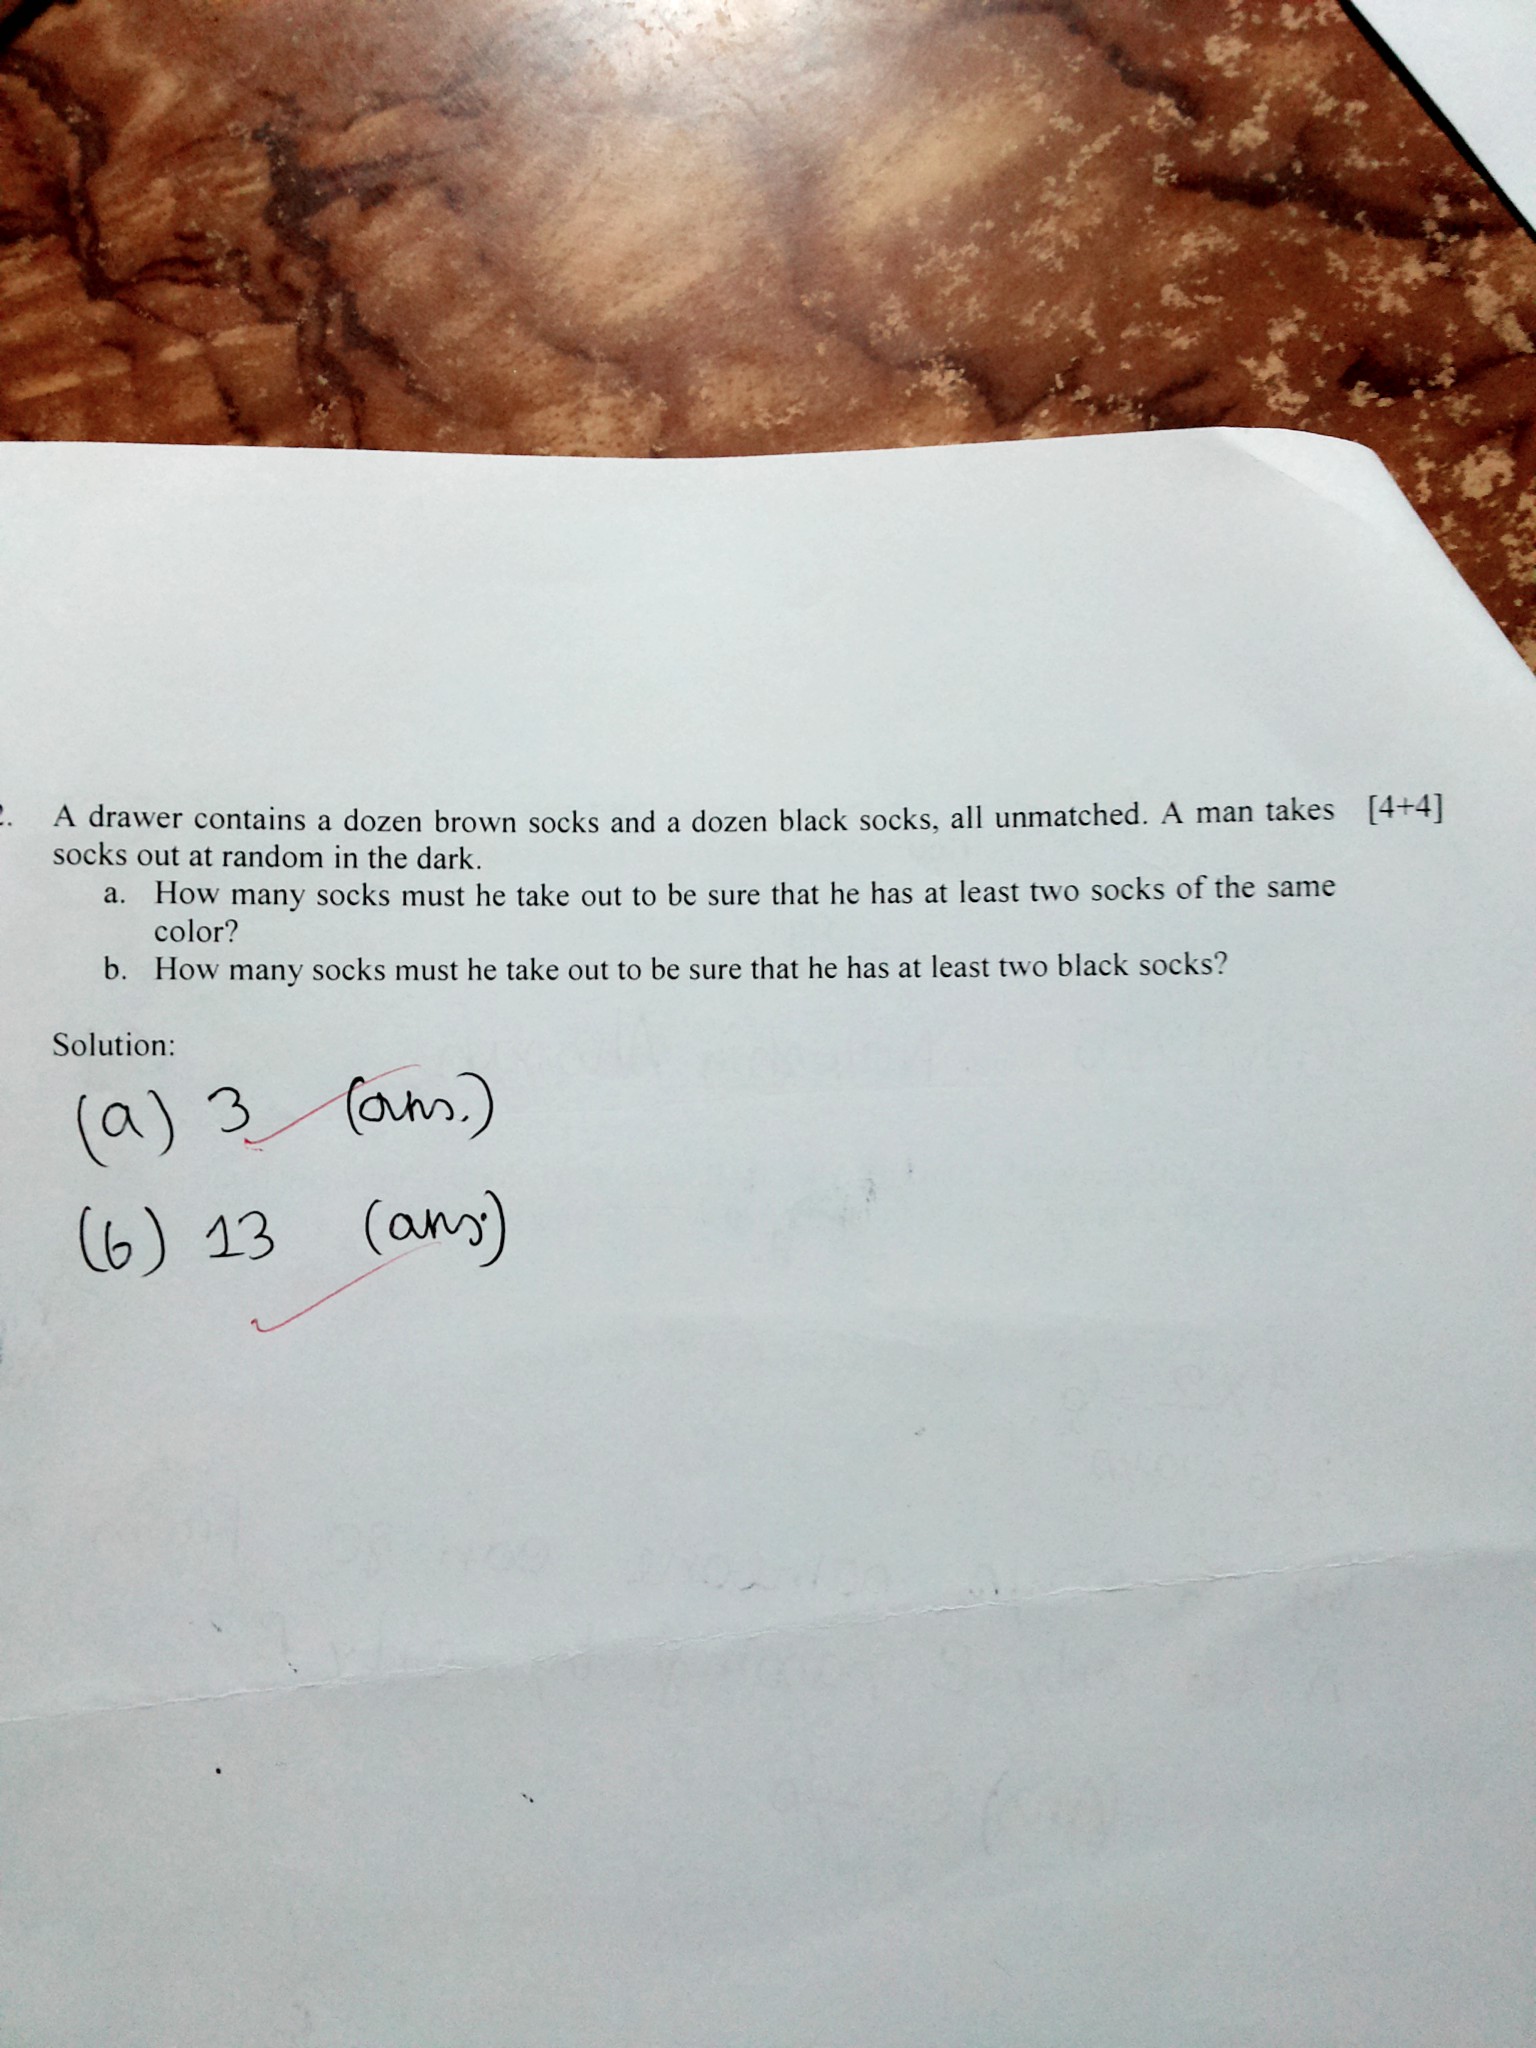 2. A drawer contains a dozen brown socks and a dozen black socks, all unmatched. A man takes [4+4]
socks out at random in the dark.
a. How many socks must he take out to be sure that he has at least two socks of the same
color?
b. How many socks must he take out to be sure that he has at least two black socks?
Solution:
(a) 3 (ans.)
(b) 13 (ans.)